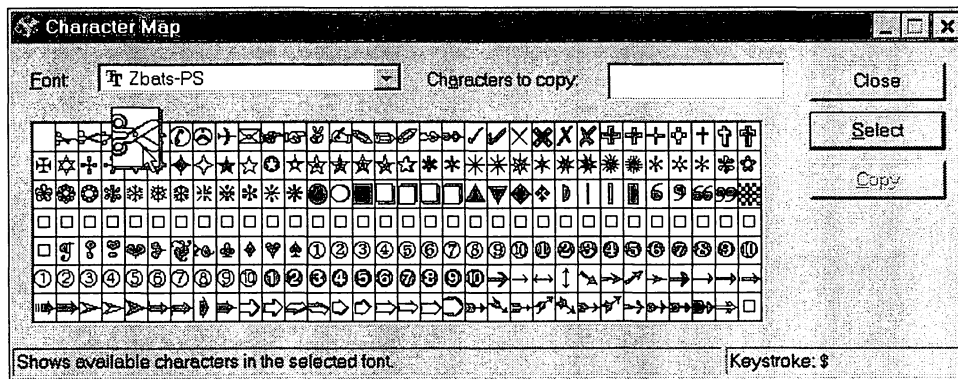 Character Map
Font: Zbats-PS Characters to copy: Close
Select
Copy
Shows available characters in the selected font. Keystroke: $